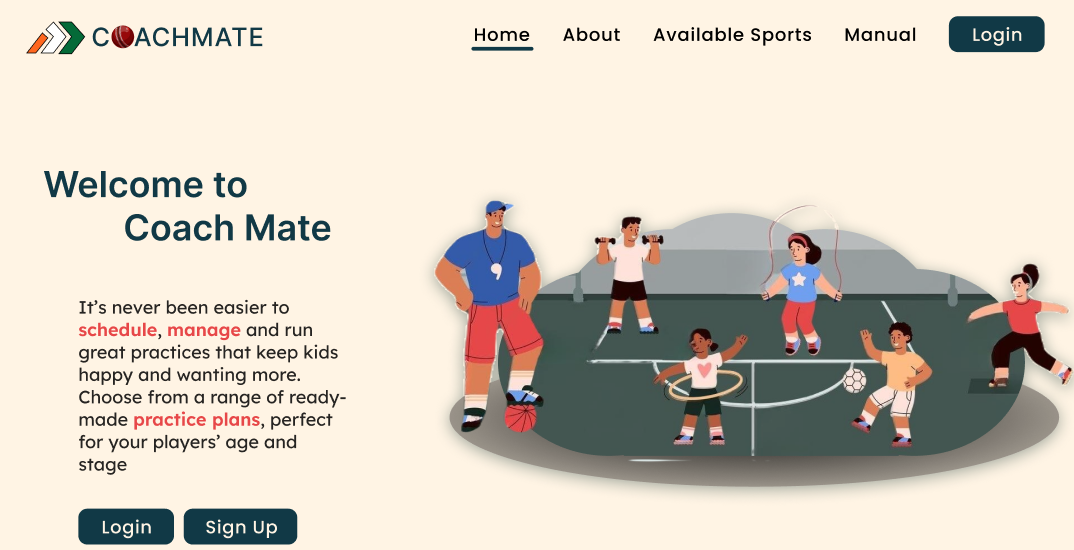 COACHMATE
Home About Available Sports Manual Login
Welcome to
Coach Mate
It’s never been easier to
schedule, manage and run
great practices that keep kids
happy and wanting more.
Choose from a range of ready-
made practice plans, perfect
for your players’ age and
stage
Login Sign Up